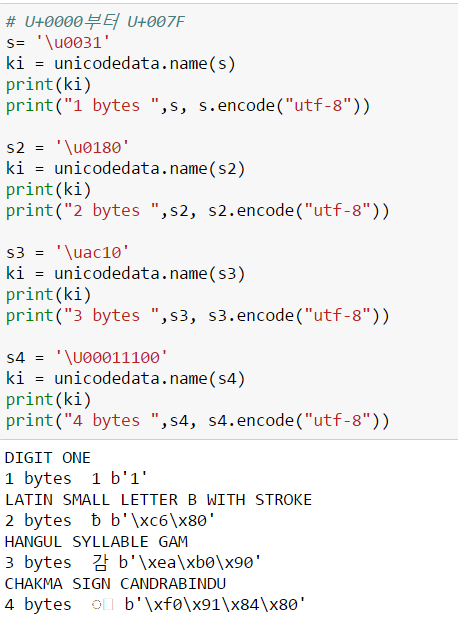 # U+0000부터 U+007F
s= '\u0031'
ki = unicodedata.name(s)
print(ki)
print("1 bytes ",s, s.encode("utf-8"))

s2 = '\u0180'
ki = unicodedata.name(s2)
print(ki)
print("2 bytes ",s2, s2.encode("utf-8"))

s3 = '\uac10'
ki = unicodedata.name(s3)
print(ki)
print("3 bytes ",s3, s3.encode("utf-8"))

s4 = '\U00011100'
ki = unicodedata.name(s4)
print(ki)
print("4 bytes ",s4, s4.encode("utf-8"))
DIGIT ONE
1 bytes  1 b'1'
LATIN SMALL LETTER B WITH STROKE
2 bytes  ƀ b'\xc6\x80'
HANGUL SYLLABLE GAM
3 bytes  감 b'\xea\xb0\x90'
CHAKMA SIGN CANDRABINDU
4 bytes  𑄀 b'\xf0\x91\x84\x80'